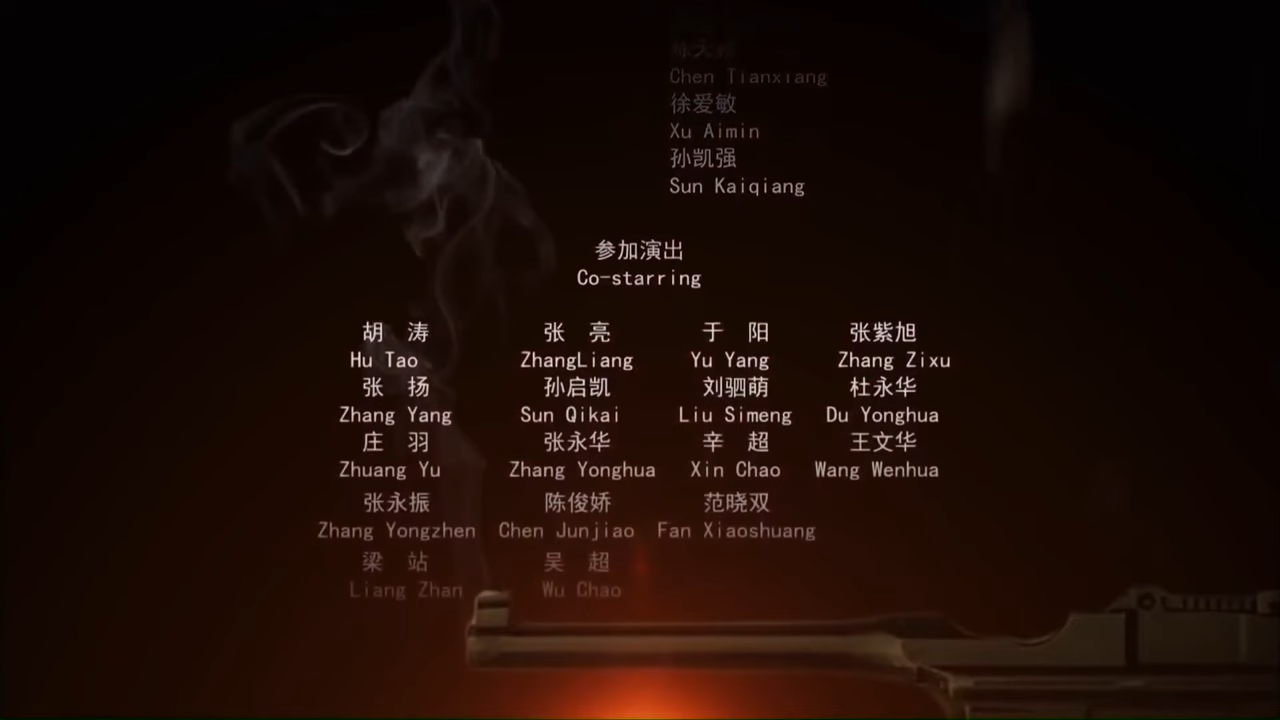 Chen Tianxiang
徐爱敏
Xu Aimin
孙凯强
Sun Kaiqiang
参加演出
Co-starring
胡 涛 张 亮 于 阳 张紫旭
Hu Tao ZhangLiang Yu Yang Zhang Zixu
张 扬 孙启凯 刘驷萌 杜永华
Zhang Yang Sun Qikai Liu Simeng Du Yonghua
庄 羽 张永华 辛 超 王文华
Zhuang Yu Zhang Yonghua Xin Chao Wang Wenhua
张永振 陈俊娇 范晓双
Zhang Yongzhen Chen Junjiao Fan Xiaoshuang
梁 站 吴 超
Liang Zhan Wu Chao